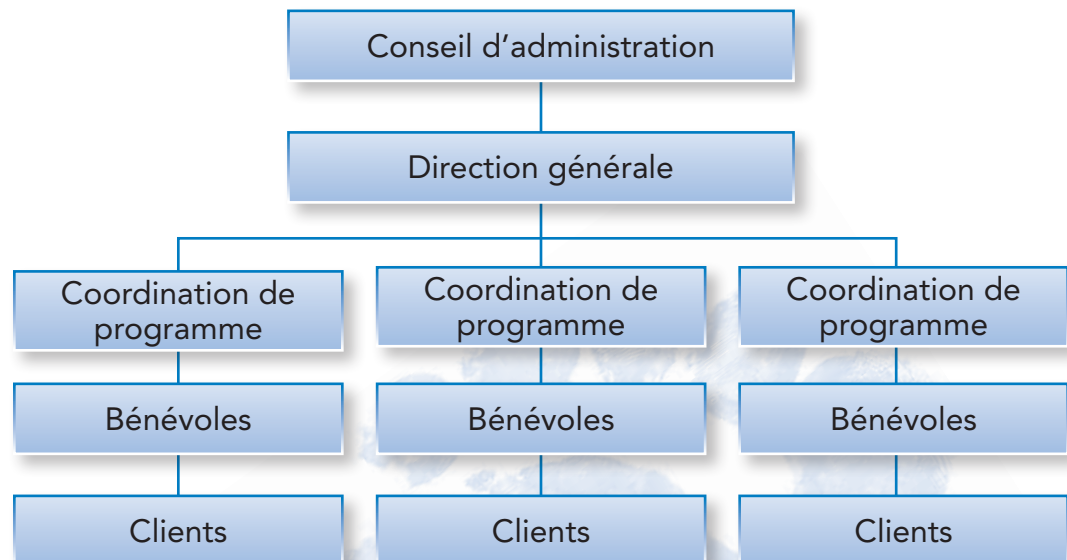 Conseil d’administration
Direction générale
Coordination de
programme
Coordination de
programme
Coordination de
programme
Bénévoles
Bénévoles
Bénévoles
Clients
Clients
Clients